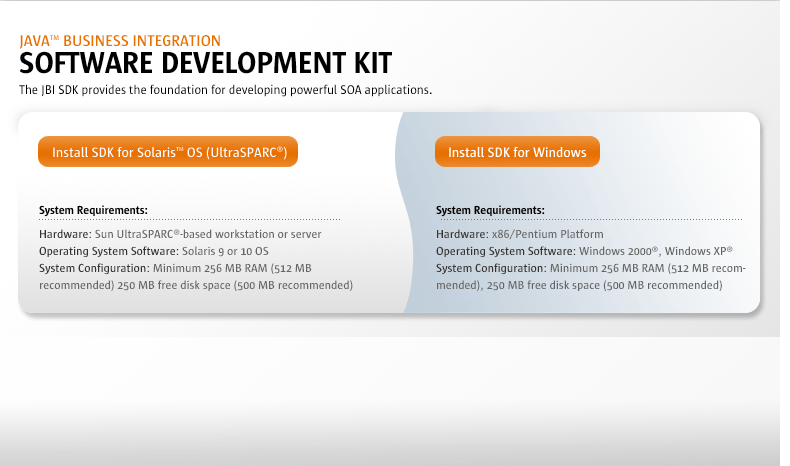 JAVA™ BUSINESS INTEGRATION
SOFTWARE DEVELOPMENT KIT
The JBI SDK provides the foundation for developing powerful SOA applications.
Install SDK for Solaris™ OS (UltraSPARC®)
System Requirements:
Hardware: Sun UltraSPARC®-based workstation or server
Operating System Software: Solaris 9 or 10 OS
System Configuration: Minimum 256 MB RAM (512 MB
recommended) 250 MB free disk space (500 MB recommended)
Install SDK for Windows
System Requirements:
Hardware: x86/Pentium Platform
Operating System Software: Windows 2000®, Windows XP®
System Configuration: Minimum 256 MB RAM (512 MB recom-
mended), 250 MB free disk space (500 MB recommended)